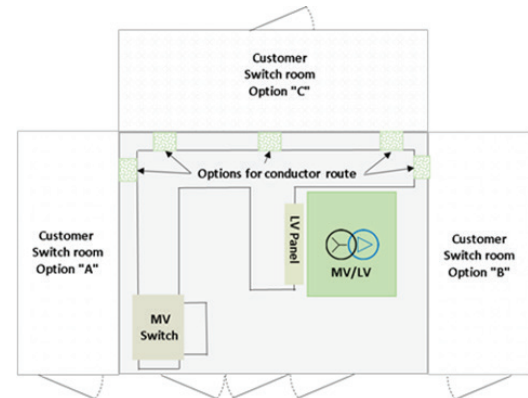 Customer
Switch room
Option "C"
Options for conductor route
Customer
Switch room
Option "A"
LV Panel
MV/LV
Customer
Switch room
Option "B"
MV
Switch